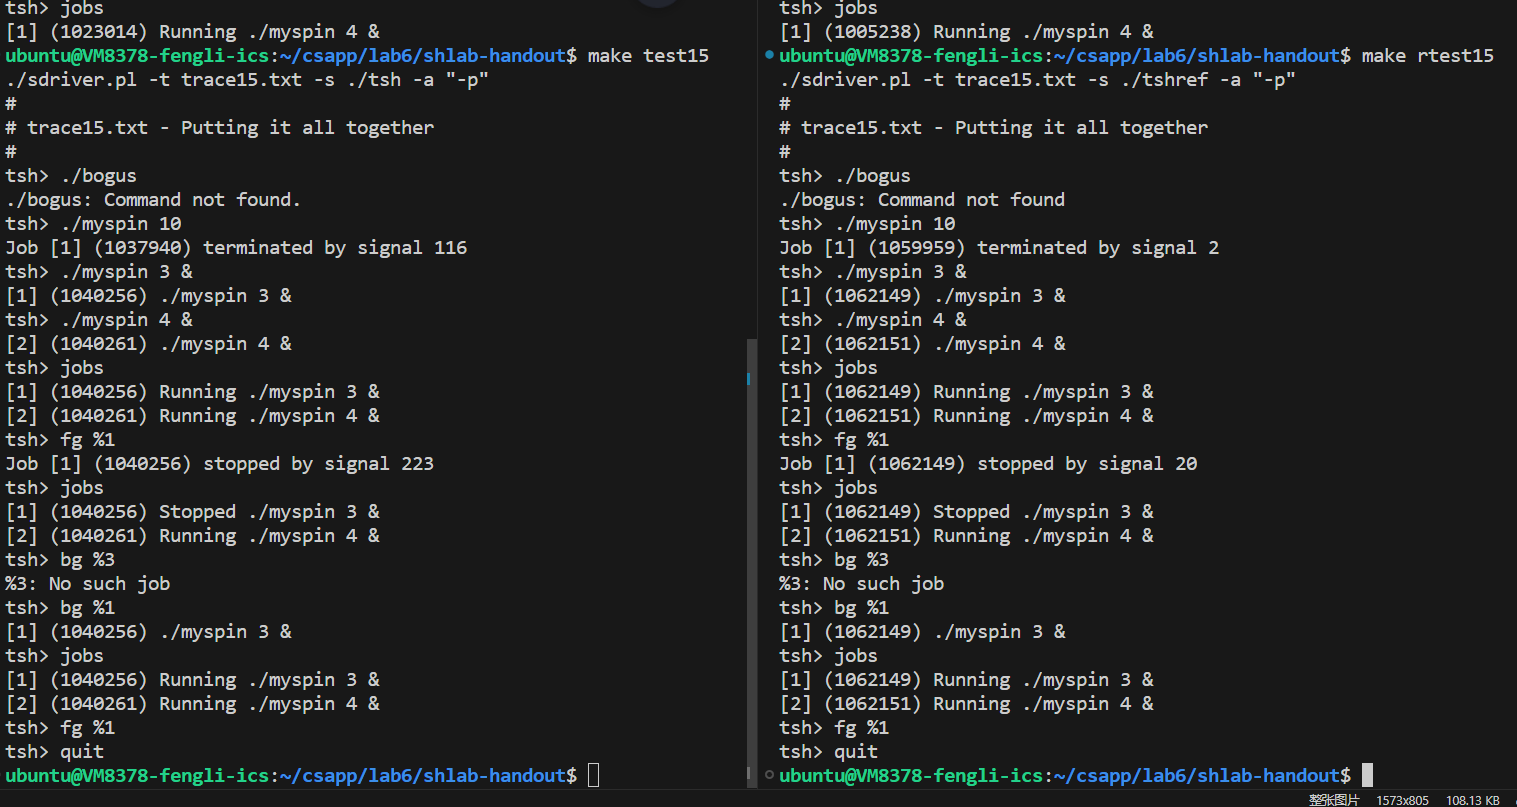 tsh> jobs
[1] (1023014) Running ./myspin 4 &
ubuntu@VM8378-fengli-ics:~/csapp/lab6/shlab-handout$ make test15
./sdriver.pl -t trace15.txt -s ./tsh -a "-p"
#
# trace15.txt - Putting it all together
#
tsh> ./bogus
./bogus: Command not found.
tsh> ./myspin 10
Job [1] (1037940) terminated by signal 116
tsh> ./myspin 3 &
[1] (1040256) ./myspin 3 &
tsh> ./myspin 4 &
[2] (1040261) ./myspin 4 &
tsh> jobs
[1] (1040256) Running ./myspin 3 &
[2] (1040261) Running ./myspin 4 &
tsh> fg %1
Job [1] (1040256) stopped by signal 223
tsh> jobs
[1] (1040256) Stopped ./myspin 3 &
[2] (1040261) Running ./myspin 4 &
tsh> bg %3
%3: No such job
tsh> bg %1
[1] (1040256) ./myspin 3 &
tsh> jobs
[1] (1040256) Running ./myspin 3 &
[2] (1040261) Running ./myspin 4 &
tsh> fg %1
tsh> quit
ubuntu@VM8378-fengli-ics:~/csapp/lab6/shlab-handout$
tsh> jobs
[1] (1005238) Running ./myspin 4 &
ubuntu@VM8378-fengli-ics:~/csapp/lab6/shlab-handout$ make rtest15
./sdriver.pl -t trace15.txt -s ./tshref -a "-p"
#
# trace15.txt - Putting it all together
#
tsh> ./bogus
./bogus: Command not found
tsh> ./myspin 10
Job [1] (1059959) terminated by signal 2
tsh> ./myspin 3 &
[1] (1062149) ./myspin 3 &
tsh> ./myspin 4 &
[2] (1062151) ./myspin 4 &
tsh> jobs
[1] (1062149) Running ./myspin 3 &
[2] (1062151) Running ./myspin 4 &
tsh> fg %1
Job [1] (1062149) stopped by signal 20
tsh> jobs
[1] (1062149) Stopped ./myspin 3 &
[2] (1062151) Running ./myspin 4 &
tsh> bg %3
%3: No such job
tsh> bg %1
[1] (1062149) ./myspin 3 &
tsh> jobs
[1] (1062149) Running ./myspin 3 &
[2] (1062151) Running ./myspin 4 &
tsh> fg %1
tsh> quit
ubuntu@VM8378-fengli-ics:~/csapp/lab6/shlab-handout$
整张图片 1573x805 108.13 KB